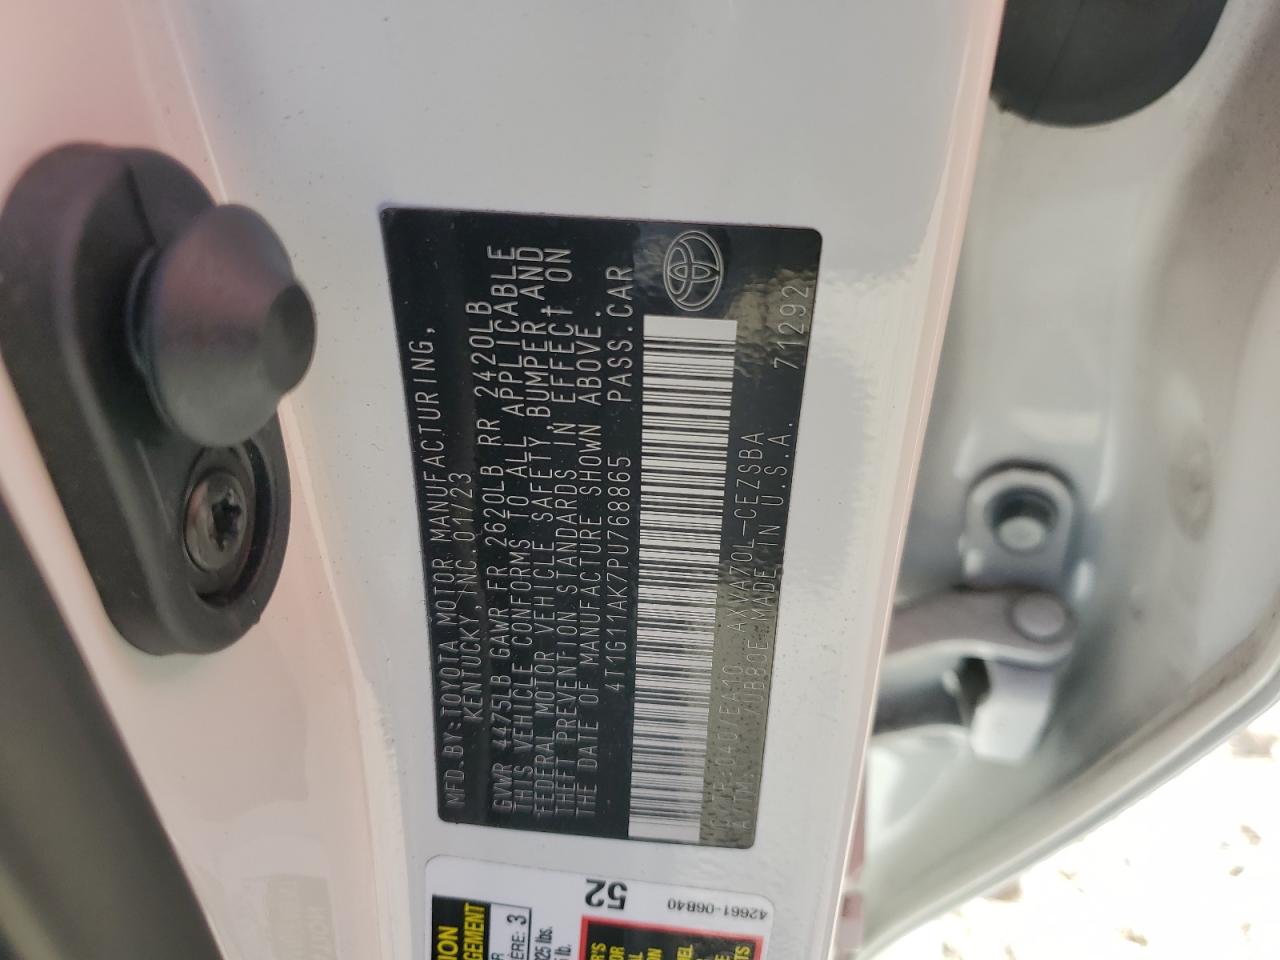 MFD.BY:TOYOTA MOTOR MANUFACTURING,
KENTUCKY,INC.01/23
GVWR 4475LB GAWR FR 2620LB RR 2420LB
THIS VEHICLE CONFORMS TO ALL APPLICABLE
FEDERAL MOTOR VEHICLE SAFETY,BUMPER,AND
THEFT PREVENTION STANDARDS IN EFFECT ON
THE DATE OF MANUFACTURE SHOWN ABOVE.
4T1G11AK7PU768865 PASS.CAR
AXVA70L-CEZSBA
MADE IN U.S.A. 71292
52
42661-06B40
3